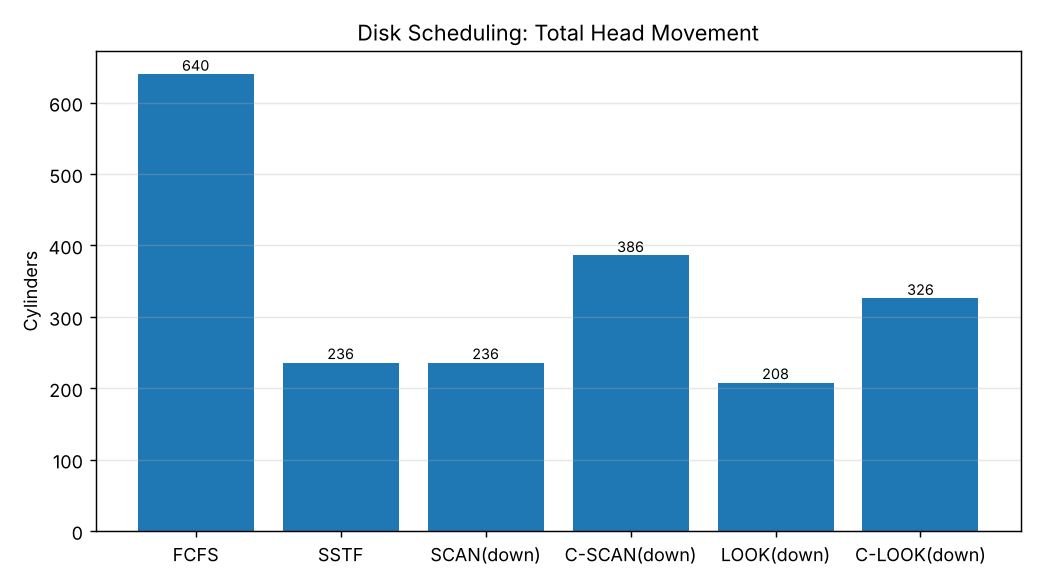 Disk Scheduling: Total Head Movement
640
236
236
386
208
326
Cylinders
600
500
400
300
200
100
0
FCFS
SSTF
SCAN(down)
C-SCAN(down)
LOOK(down)
C-LOOK(down)